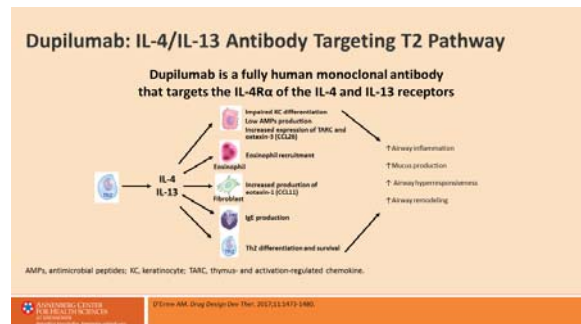 Dupilumab: IL-4/IL-13 Antibody Targeting T2 Pathway
Dupilumab is a fully human monoclonal antibody
that targets the IL-4Rα of the IL-4 and IL-13 receptors
Impaired KC differentiation
Low AMPs production
Increased expression of TARC and
eotaxin-3 (CCL26)
Eosinophil recruitment
Eosinophil
Th2
IL-4
IL-13
Increased production of
eotaxin-1 (CCL11)
Fibroblast
IgE production
Th2
Th2 differentiation and survival
↑Airway inflammation
↑Mucus production
↑ Airway hyperresponsiveness
↑Airway remodeling
AMPs, antimicrobial peptides; KC, keratinocyte; TARC, thymus- and activation-regulated chemokine.
ANNENBERG CENTER
FOR HEALTH SCIENCES
D'Erme AM. Drug Design Dev Ther. 2017;11:1473-1480.